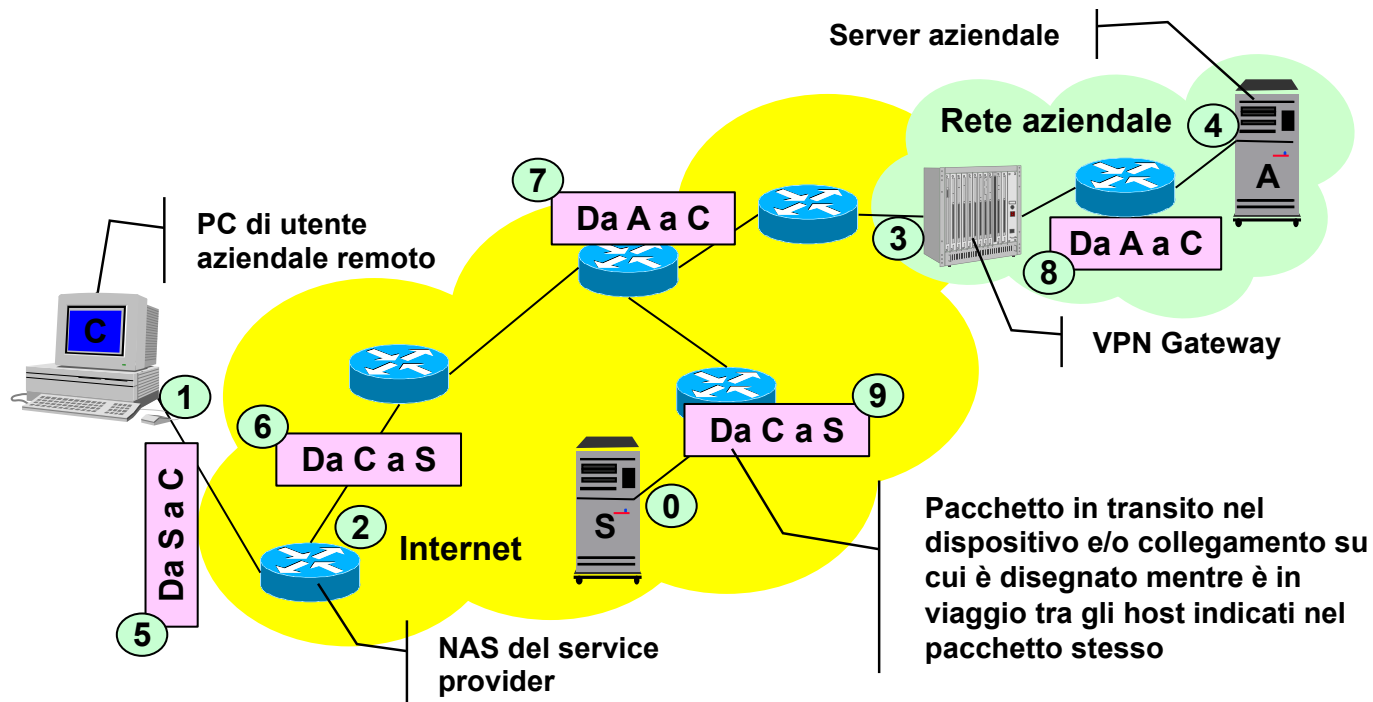 Server aziendale
Rete aziendale
4
A
7
Da A a C
3
8
Da A a C
VPN Gateway
PC di utente
aziendale remoto
C
1
6
Da C a S
9
Da C a S
Da S a C
5
2
Internet
S
0
NAS del service
provider
Pacchetto in transito nel
dispositivo e/o collegamento su
cui è disegnato mentre è in
viaggio tra gli host indicati nel
pacchetto stesso